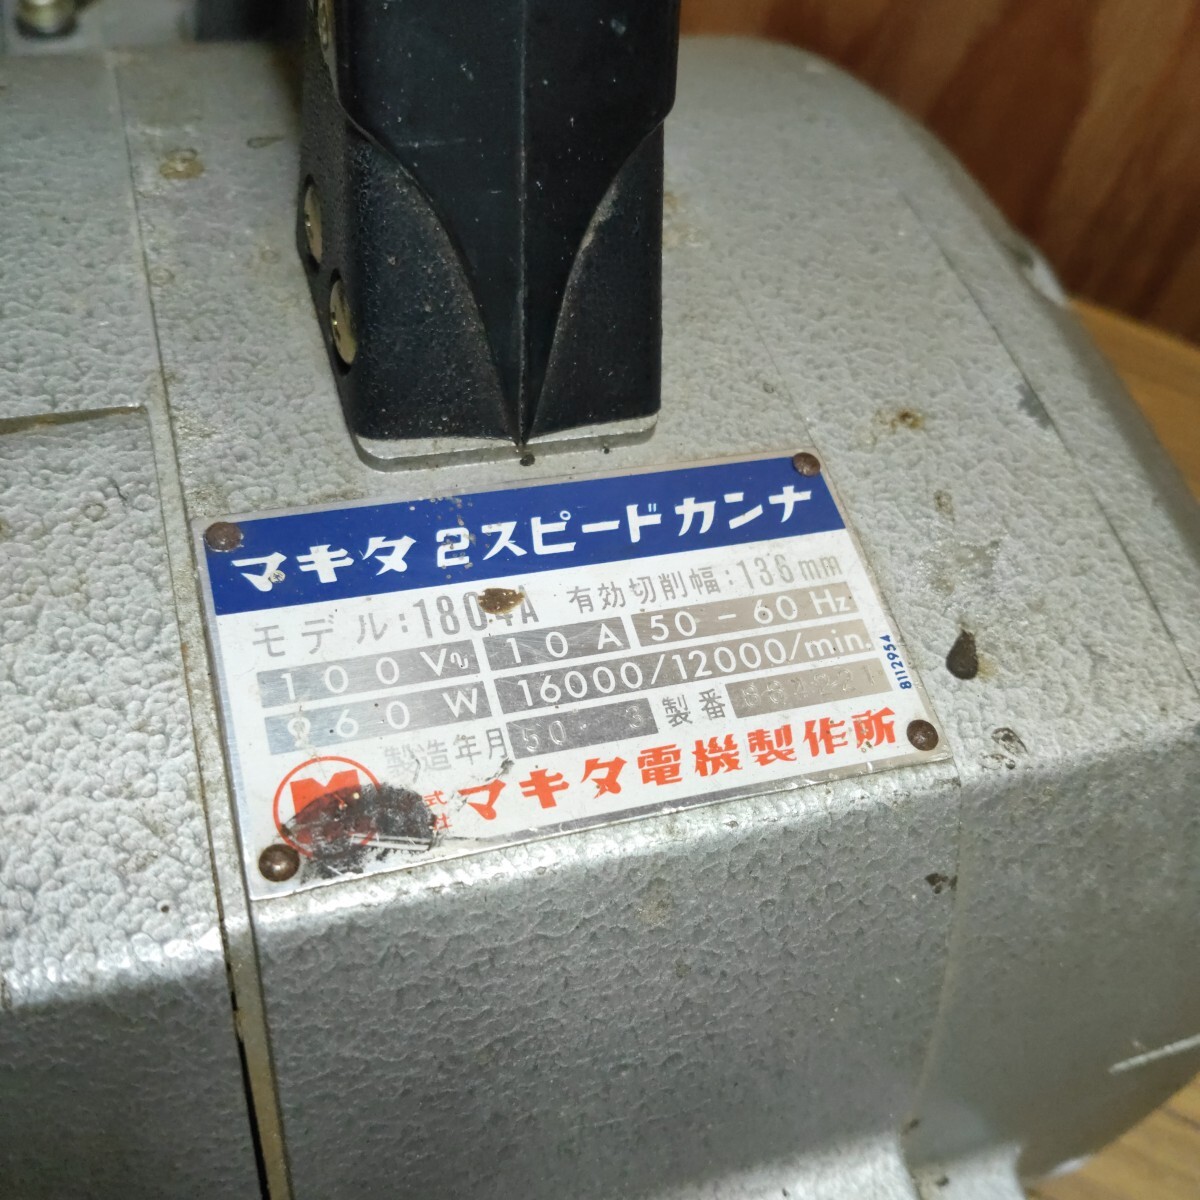 マキタ2スピードカンナ
モデル:1804A 有効切削幅:136mm
100V∿ 10A 50-60Hz
960W 16000/12000/min.
製造年月 50 3 製番
マキタ電機製作所
8112954